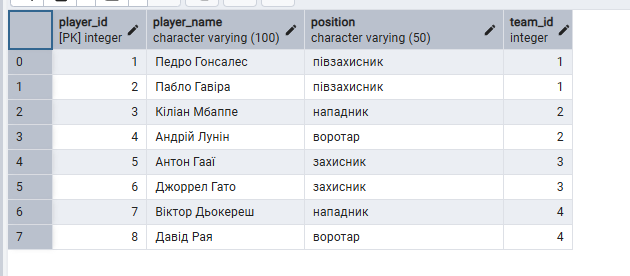 player_id player_name position team_id
[PK] integer character varying (100) character varying (50) integer
0 1 Педро Гонсалес півзахисник 1
1 2 Пабло Гавіра півзахисник 1
2 3 Кіліан Мбаппе нападник 2
3 4 Андрій Лунін воротар 2
4 5 Антон Гааї захисник 3
5 6 Джоррел Гато захисник 3
6 7 Віктор Дьокереш нападник 4
7 8 Давід Рая воротар 4